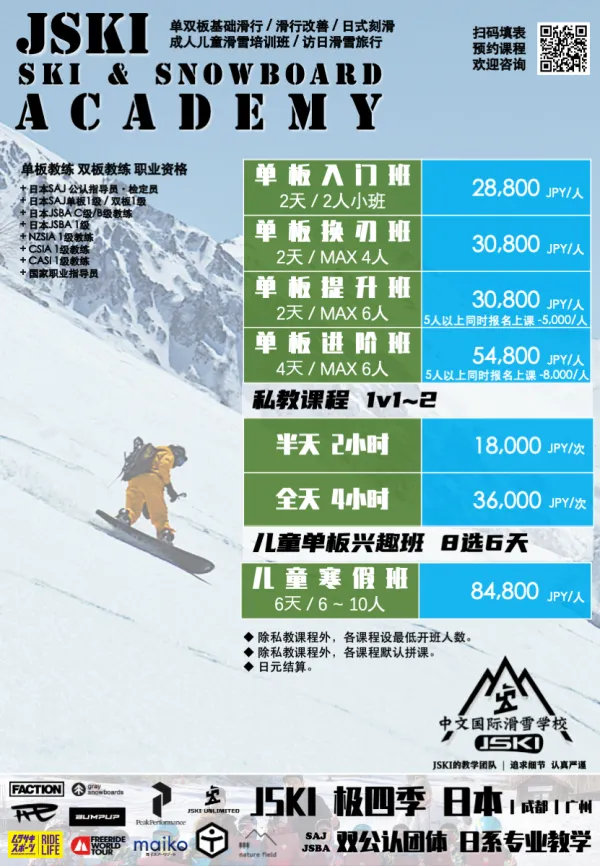 JSKI
SKI & SNOWBOARD
ACADEMY
单双板基础滑行 / 滑行改善 / 日式刻滑
成人儿童滑雪培训班 / 访日滑雪旅行
扫码填表
预约课程
欢迎咨询
单板教练 双板教练 职业资格
+ 日本SAJ 公认指导员・检定员
+ 日本SAJ单板1级 / 双板1级
+ 日本JSBA C级/B级教练
+ 日本JSBA 1级
+ NZSIA 1级教练
+ CSIA 1级教练
+ CASI 1级教练
+ 国家职业指导员
单板入门班
2天 / 2人小班
28,800 JPY/人
单板换刃班
2天 / MAX 4人
30,800 JPY/人
单板提升班
2天 / MAX 6人
30,800 JPY/人
5人以上同时报名上课 -5.000/人
单板进阶班
4天 / MAX 6人
54,800 JPY/人
5人以上同时报名上课 -8.000/人
私教课程 1v1~2
半天 2小时
18,000 JPY/次
全天 4小时
36,000 JPY/次
儿童单板兴趣班 8选6天
儿童寒假班
6天 / 6 ~ 10人
84,800 JPY/人
◆ 除私教课程外，各课程设最低开班人数。
◆ 除私教课程外，各课程默认拼课。
◆ 日元结算。
中文国际滑雪学校
JSKI
JSKI的教学团队 | 追求细节 认真严谨
FACTION
gray snowboards
PeakPerformance
JSKI UNLIMITED
BUMPUP
ムラサキスポーツ
RIDE LIFE
FREERIDE WORLD TOUR
maiko
nature field
JSKI 极四季 日本 | 成都 | 广州
SAJ
JSBA 双公认团体 日系专业教学